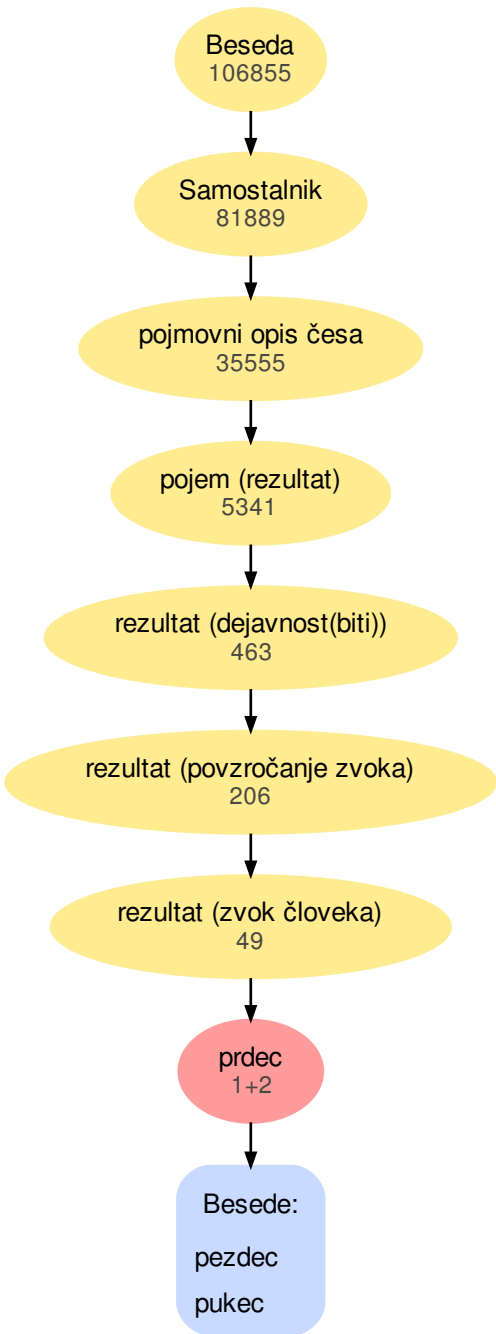 Beseda
106855
Samostalnik
81889
pojmovni opis česa
35555
pojem (rezultat)
5341
rezultat (dejavnost(biti))
463
rezultat (povzročanje zvoka)
206
rezultat (zvok človeka)
49
prdec
1+2
Besede:
pezdec
pukec